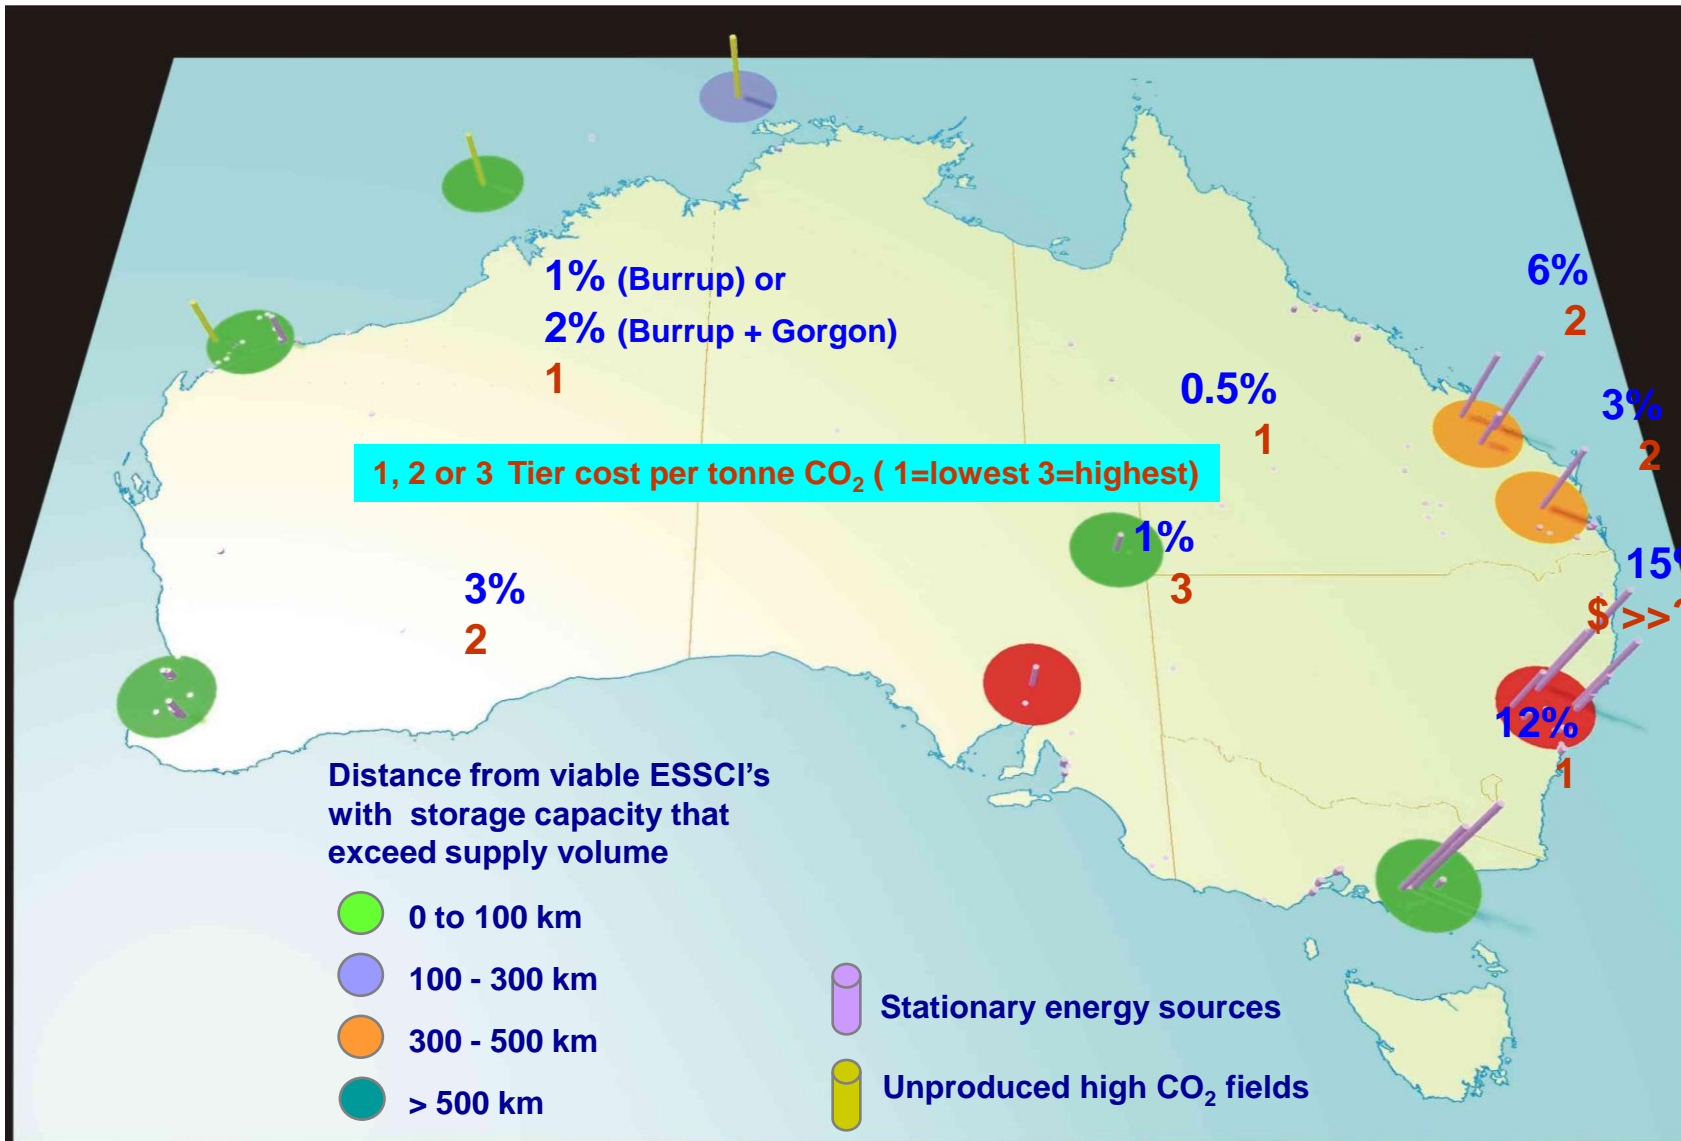 1% (Burrup) or
2% (Burrup + Gorgon)
1
6%
2
0.5%
1
3%
2
1, 2 or 3 Tier cost per tonne CO₂ ( 1=lowest 3=highest)
1%
3
15%
$ >>
3%
2
12%
1
Distance from viable ESSCI’s
with storage capacity that
exceed supply volume
0 to 100 km
100 - 300 km
300 - 500 km
> 500 km
Stationary energy sources
Unproduced high CO₂ fields